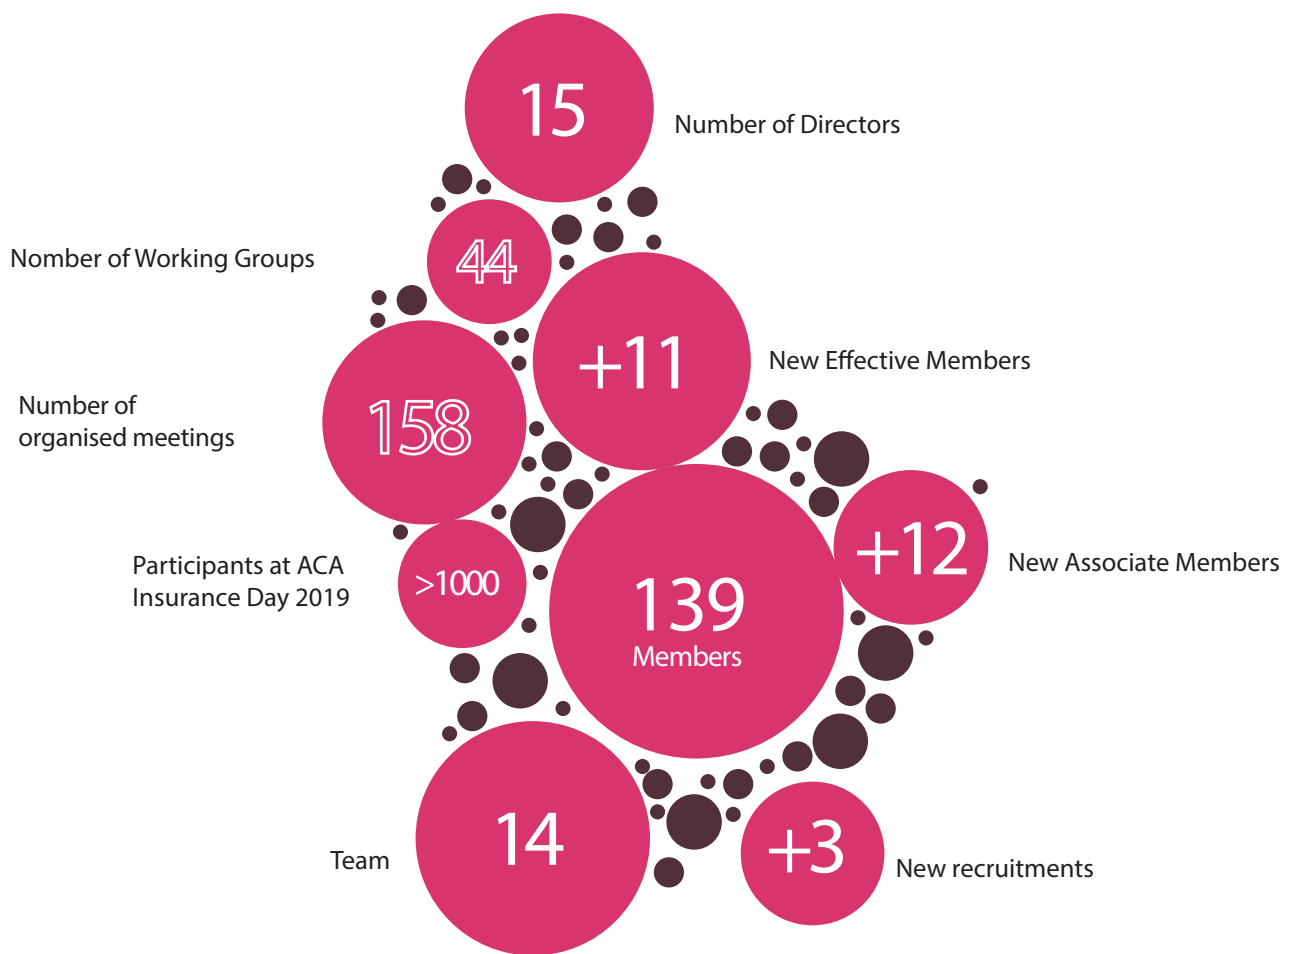 15
Number of Directors
Nomber of Working Groups
44
+11
New Effective Members
Number of
organised meetings
158
+12
New Associate Members
Participants at ACA
Insurance Day 2019
>1000
139
Members
Team
14
+3
New recruitments